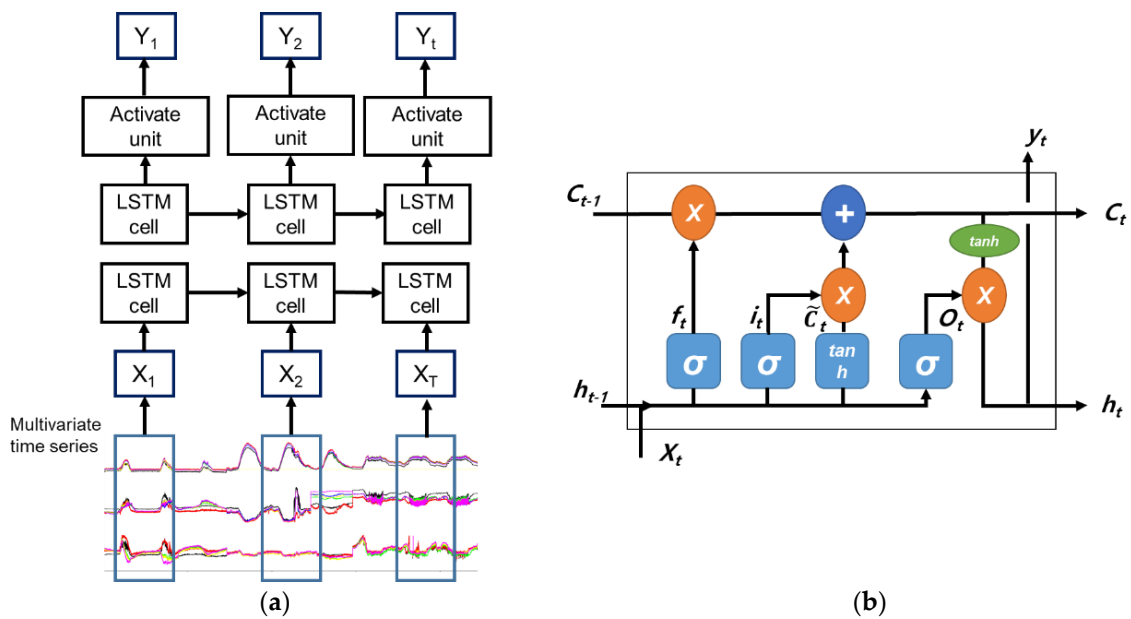 Y1
Y2
Yt
Activate unit
Activate unit
Activate unit
LSTM cell
LSTM cell
LSTM cell
LSTM cell
LSTM cell
LSTM cell
X1
X2
XT
Multivariate
time series
(a)
yt
Ct-1
X
+
Ct
tanh
X
X
ft
it
C̃t
Ot
σ
σ
tan
h
σ
ht-1
ht
Xt
(b)